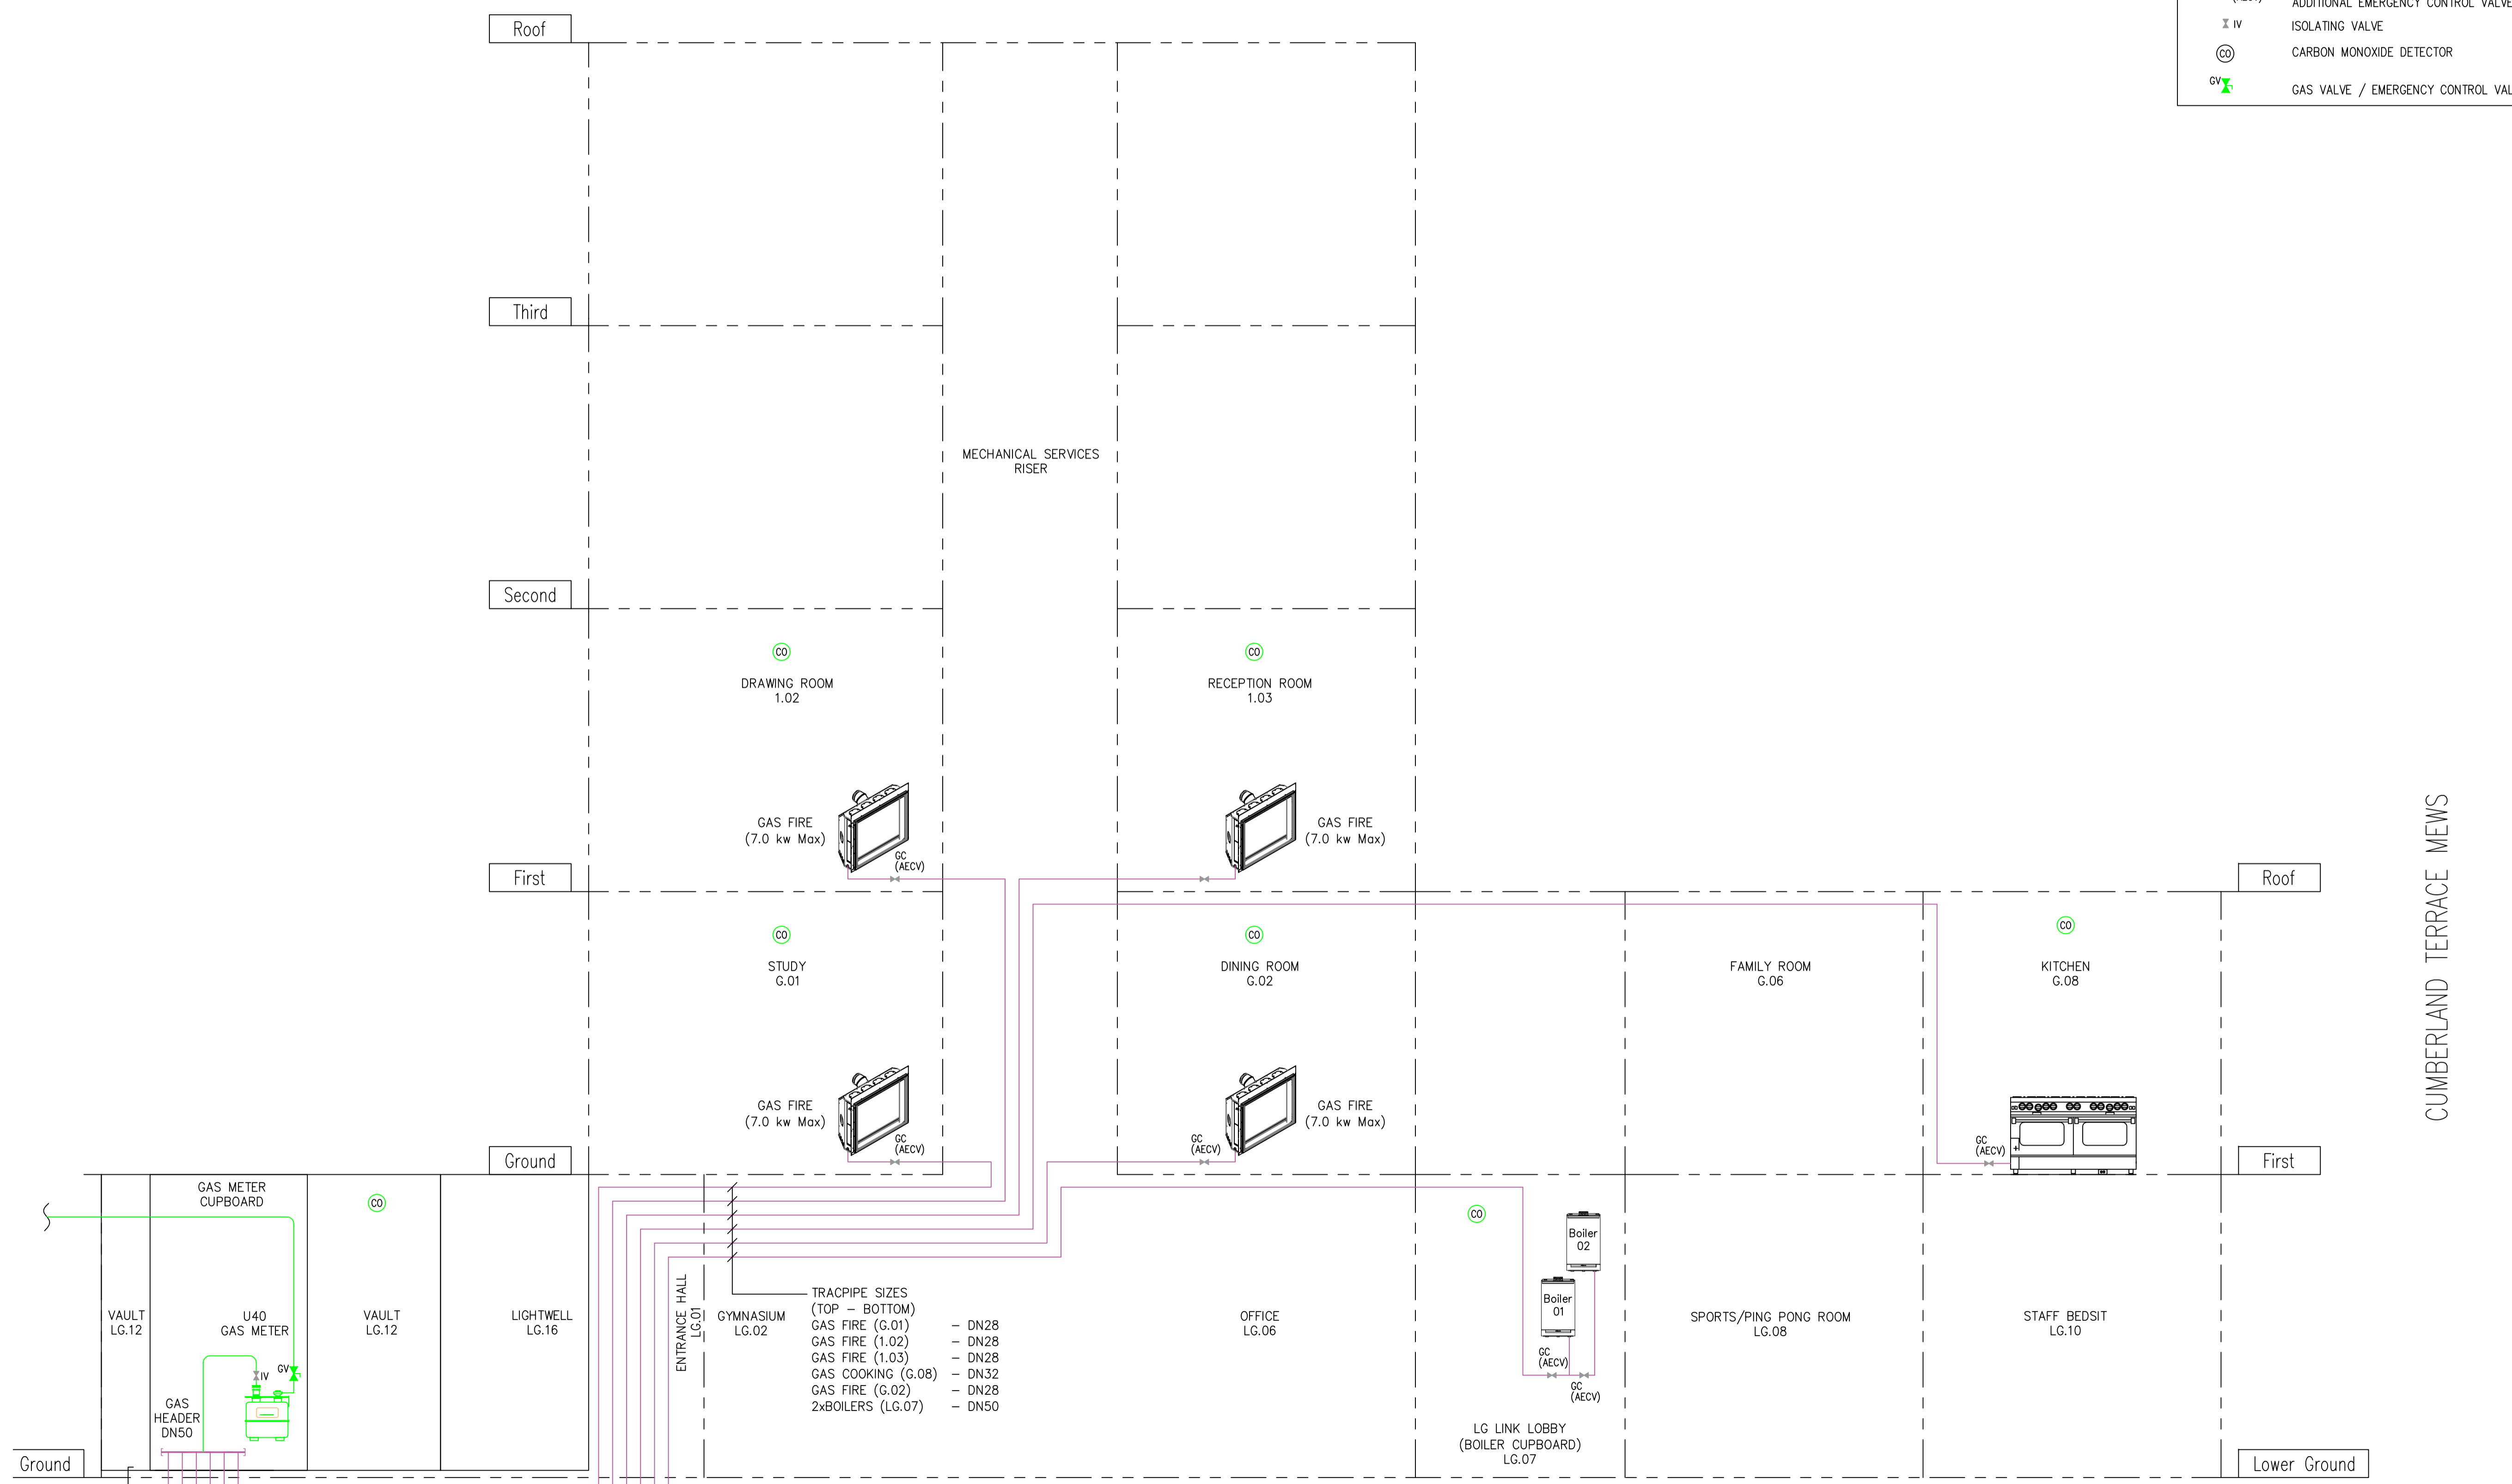 (AECV) ADDITIONAL EMERGENCY CONTROL VALVE
IV ISOLATING VALVE
CO CARBON MONOXIDE DETECTOR
GV GAS VALVE / EMERGENCY CONTROL
Roof
Third
MECHANICAL SERVICES
RISER
Second
CO
DRAWING ROOM
1.02
CO
RECEPTION ROOM
1.03
GAS FIRE
(7.0 kw Max)
GC
(AECV)
GAS FIRE
(7.0 kw Max)
First
Roof
CUMBERLAND TERRACE MEWS
CO
STUDY
G.01
CO
DINING ROOM
G.02
FAMILY ROOM
G.06
CO
KITCHEN
G.08
GAS FIRE
(7.0 kw Max)
GC
(AECV)
GC
(AECV)
GAS FIRE
(7.0 kw Max)
GC
(AECV)
Ground
First
GAS METER
CUPBOARD
CO
CO
Boiler
02
Boiler
01
VAULT
LG.12
U40
GAS METER
VAULT
LG.12
LIGHTWELL
LG.16
ENTRANCE HALL
LG.01
GYMNASIUM
LG.02
TRACPIPE SIZES
(TOP – BOTTOM)
GAS FIRE (G.01) – DN28
GAS FIRE (1.02) – DN28
GAS FIRE (1.03) – DN28
GAS COOKING (G.08) – DN32
GAS FIRE (G.02) – DN28
2xBOILERS (LG.07) – DN50
OFFICE
LG.06
SPORTS/PING PONG ROOM
LG.08
STAFF BEDSIT
LG.10
GC
(AECV)
GC
(AECV)
IV
GV
GAS
HEADER
DN50
LG LINK LOBBY
(BOILER CUPBOARD)
LG.07
Ground
Lower Ground